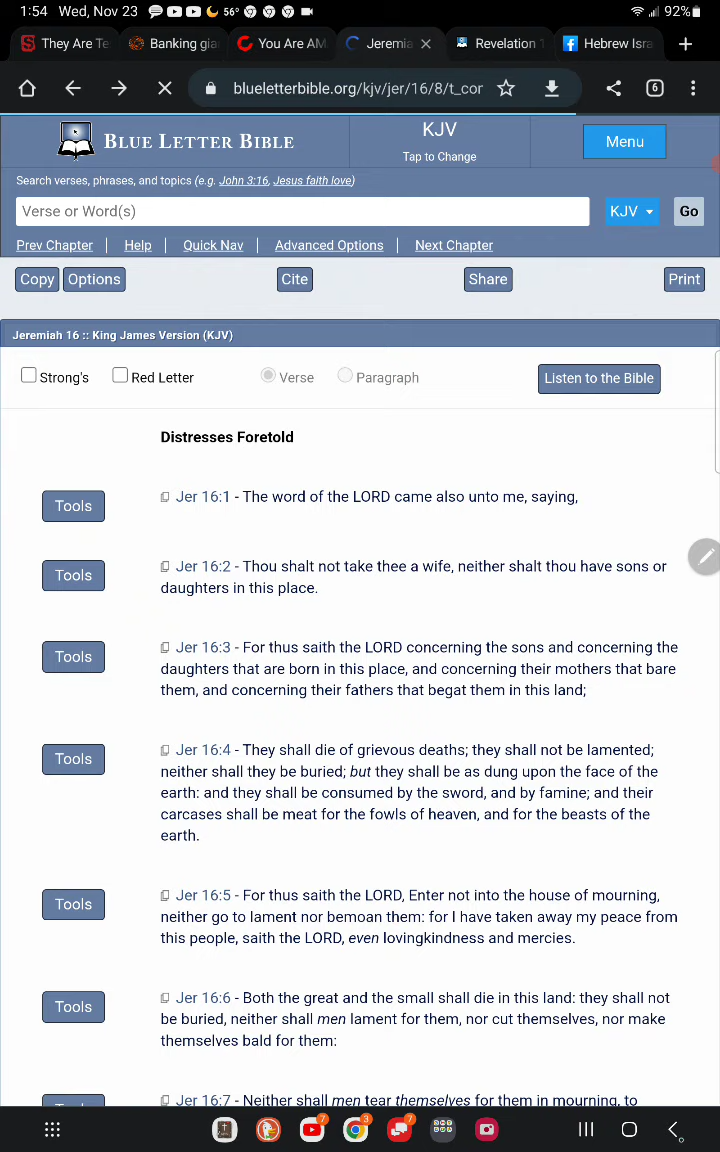 1:54 Wed, Nov 23 56° 92%
They Are Te Banking gia You Are AM Jeremia Revelation 1 Hebrew Isra
blueletterbible.org/kjv/jer/16/8/t_cor 6
BLUE LETTER BIBLE KJV Menu
Tap to Change
Search verses, phrases, and topics (e.g. John 3:16, Jesus faith love)
Verse or Word(s) KJV Go
Prev Chapter Help Quick Nav Advanced Options Next Chapter
Copy Options Cite Share Print
Jeremiah 16 :: King James Version (KJV)
Strong's Red Letter Verse Paragraph Listen to the Bible
Distresses Foretold
Tools Jer 16:1 - The word of the LORD came also unto me, saying,
Tools Jer 16:2 - Thou shalt not take thee a wife, neither shalt thou have sons or
daughters in this place.
Tools Jer 16:3 - For thus saith the LORD concerning the sons and concerning the
daughters that are born in this place, and concerning their mothers that bare
them, and concerning their fathers that begat them in this land;
Tools Jer 16:4 - They shall die of grievous deaths; they shall not be lamented;
neither shall they be buried; but they shall be as dung upon the face of the
earth: and they shall be consumed by the sword, and by famine; and their
carcases shall be meat for the fowls of heaven, and for the beasts of the
earth.
Tools Jer 16:5 - For thus saith the LORD, Enter not into the house of mourning,
neither go to lament nor bemoan them: for I have taken away my peace from
this people, saith the LORD, even lovingkindness and mercies.
Tools Jer 16:6 - Both the great and the small shall die in this land: they shall not
be buried, neither shall men lament for them, nor cut themselves, nor make
themselves bald for them:
Jer 16:7 - Neither shall men tear themselves for them in mourning, to
7 3 7